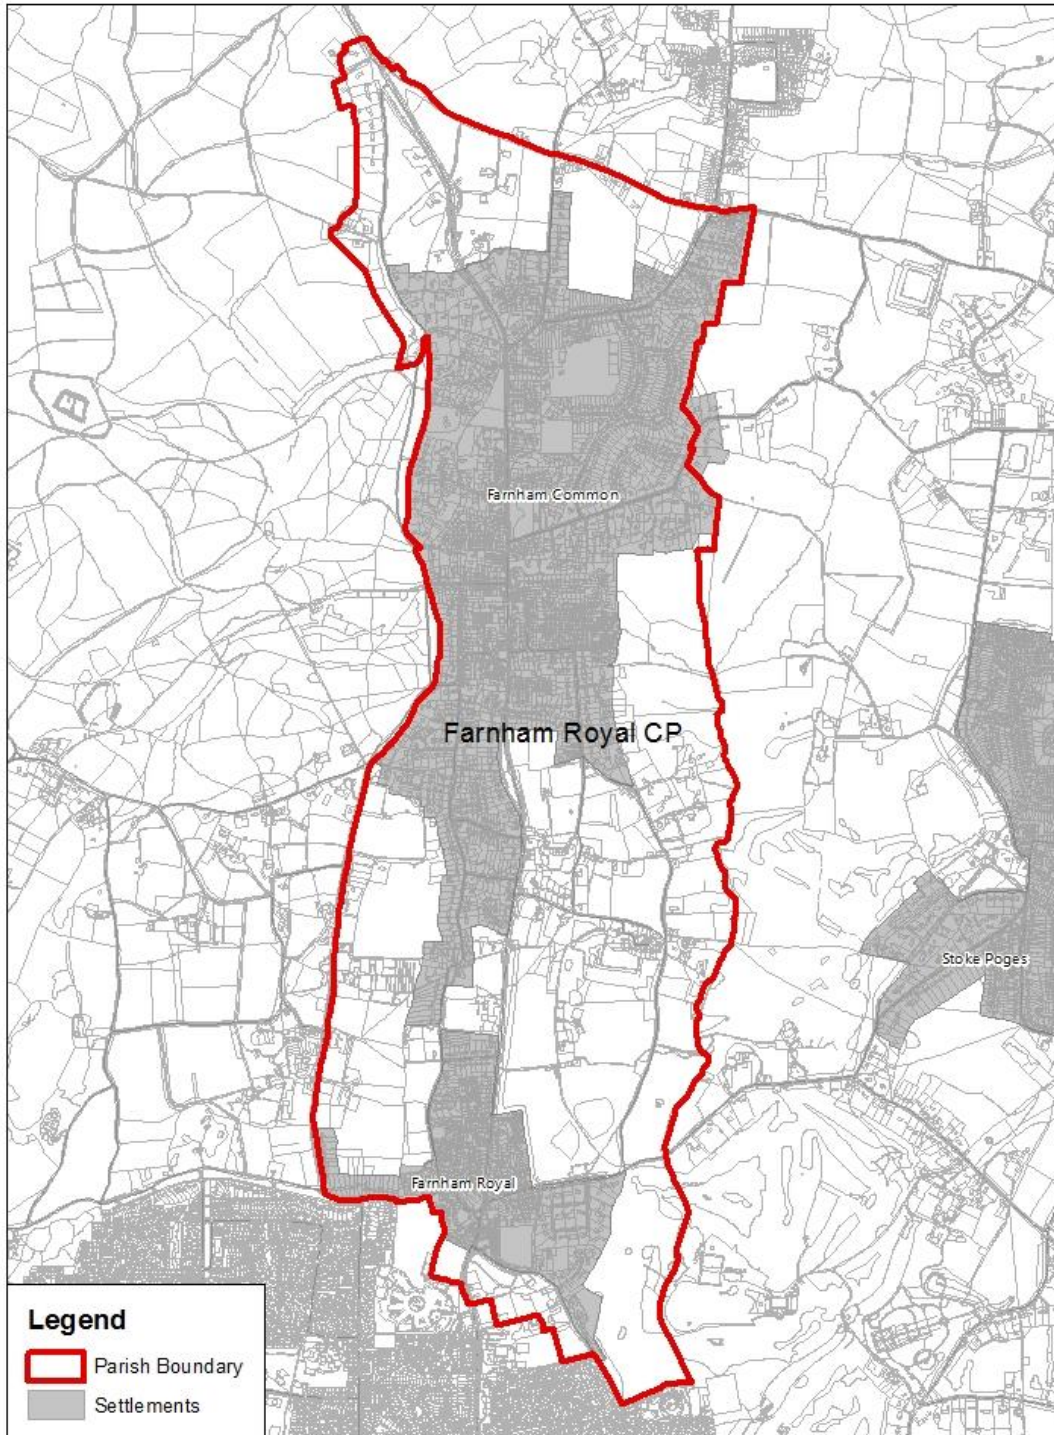 Farnham Common
Farnham Royal CP
Stoke Poges
Farnham Royal
Legend
Parish Boundary
Settlements